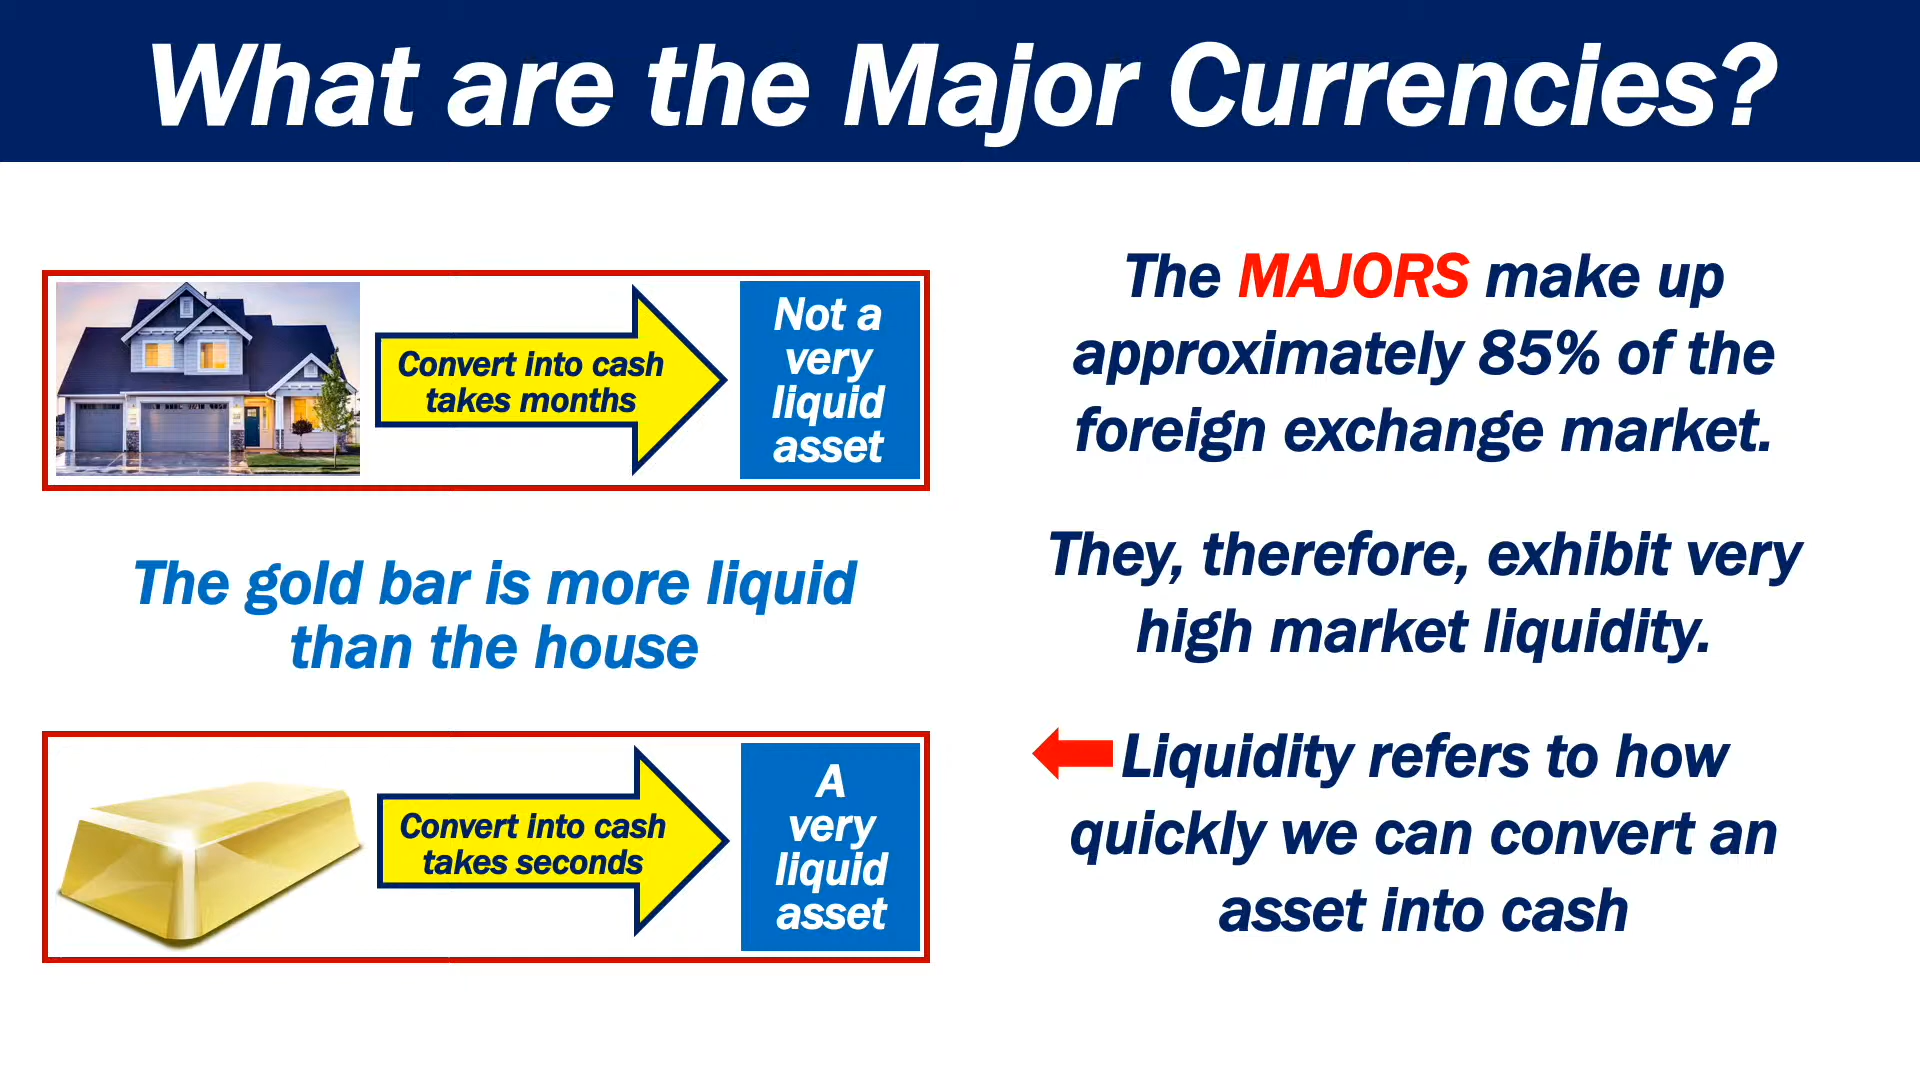 What are the Major Currencies?
Convert into cash
takes months
Not a
very
liquid
asset
The gold bar is more liquid
than the house
Convert into cash
takes seconds
A
very
liquid
asset
The MAJORS make up
approximately 85% of the
foreign exchange market.
They, therefore, exhibit very
high market liquidity.
Liquidity refers to how
quickly we can convert an
asset into cash